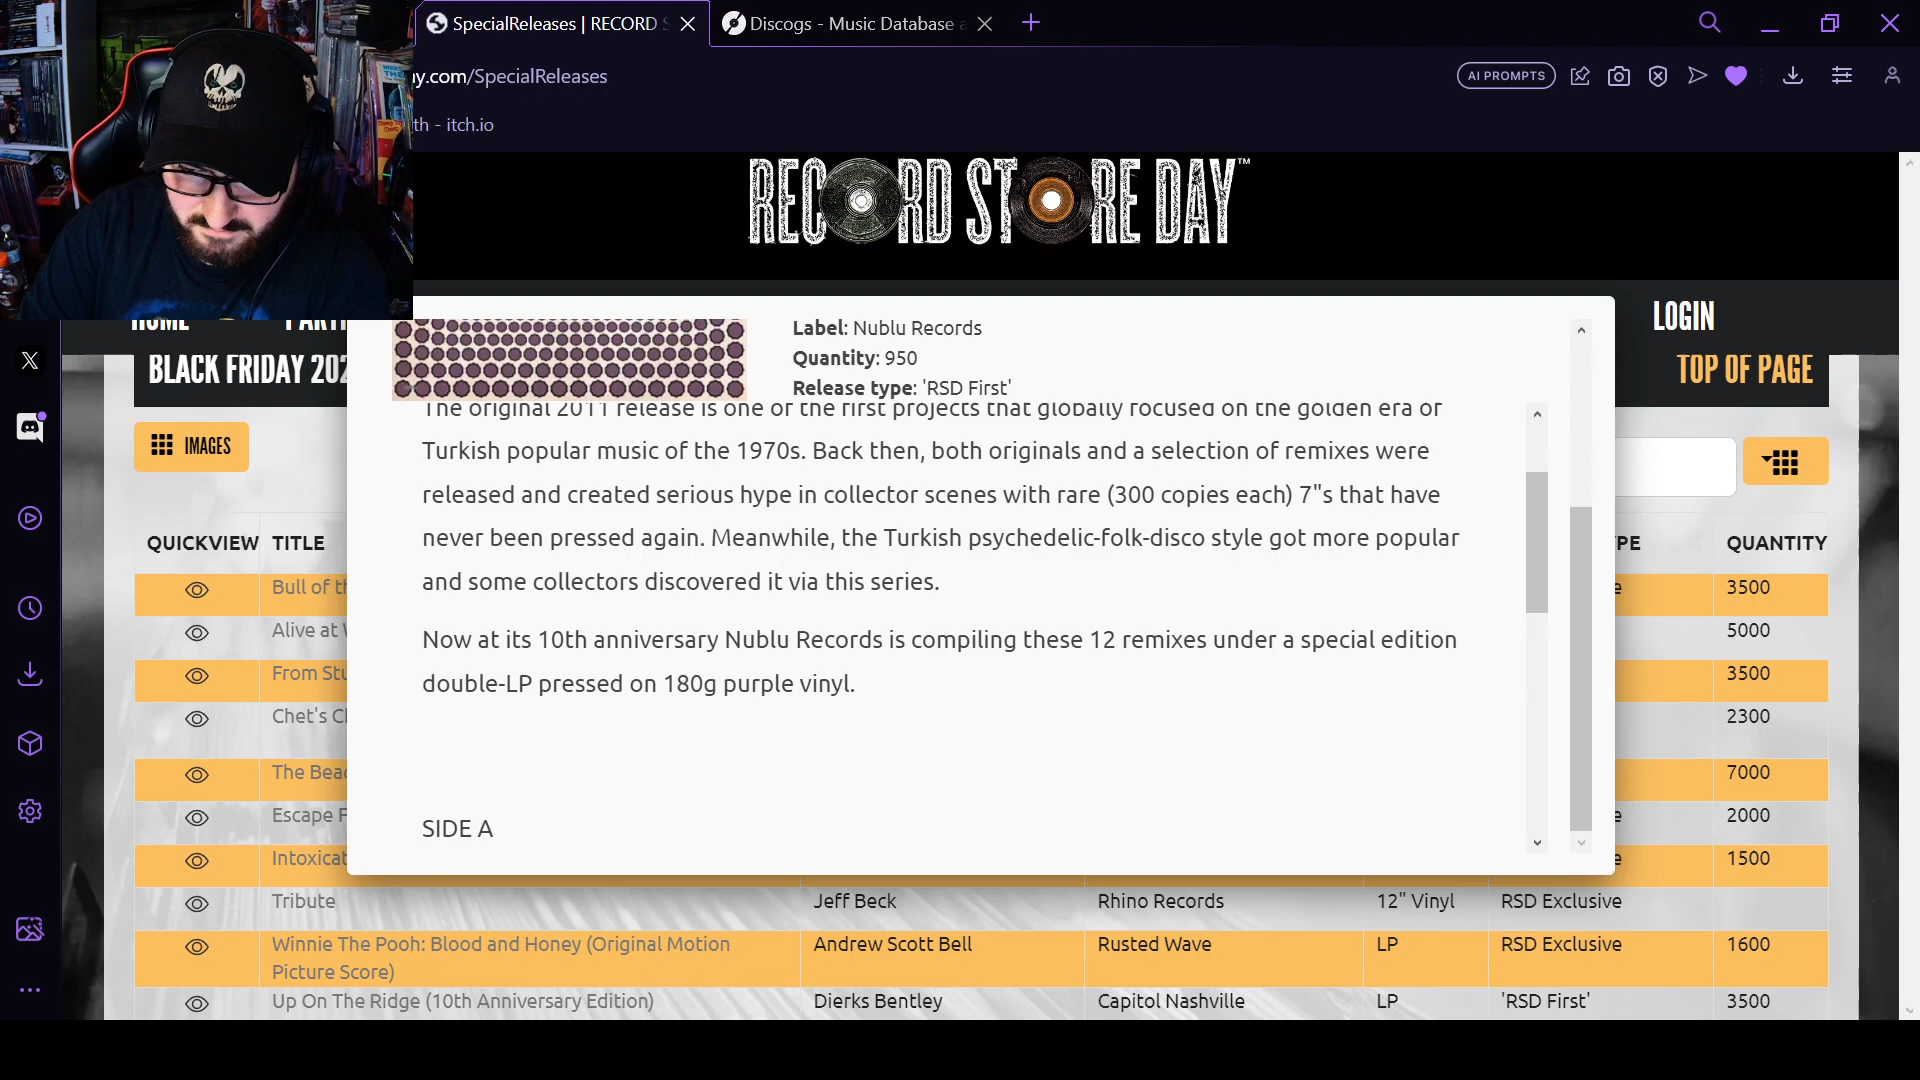 SpecialReleases | RECORD S
Discogs - Music Database a
y.com/SpecialReleases
AI PROMPTS
th - itch.io
RECORD STORE DAY™
HOME
PARTI
LOGIN
BLACK FRIDAY 202
TOP OF PAGE
IMAGES
Label: Nublu Records
Quantity: 950
Release type: 'RSD First'
The original 2011 release is one of the first projects that globally focused on the golden era of
Turkish popular music of the 1970s. Back then, both originals and a selection of remixes were
released and created serious hype in collector scenes with rare (300 copies each) 7"s that have
never been pressed again. Meanwhile, the Turkish psychedelic-folk-disco style got more popular
and some collectors discovered it via this series.
Now at its 10th anniversary Nublu Records is compiling these 12 remixes under a special edition
double-LP pressed on 180g purple vinyl.
SIDE A
QUICKVIEW TITLE PE QUANTITY
Bull of th e 3500
Alive at W 5000
From Stu 3500
Chet's Ch 2300
The Beac 7000
Escape F e 2000
Intoxicat e 1500
Tribute Jeff Beck Rhino Records 12" Vinyl RSD Exclusive
Winnie The Pooh: Blood and Honey (Original Motion Andrew Scott Bell Rusted Wave LP RSD Exclusive 1600
Picture Score)
Up On The Ridge (10th Anniversary Edition) Dierks Bentley Capitol Nashville LP 'RSD First' 3500